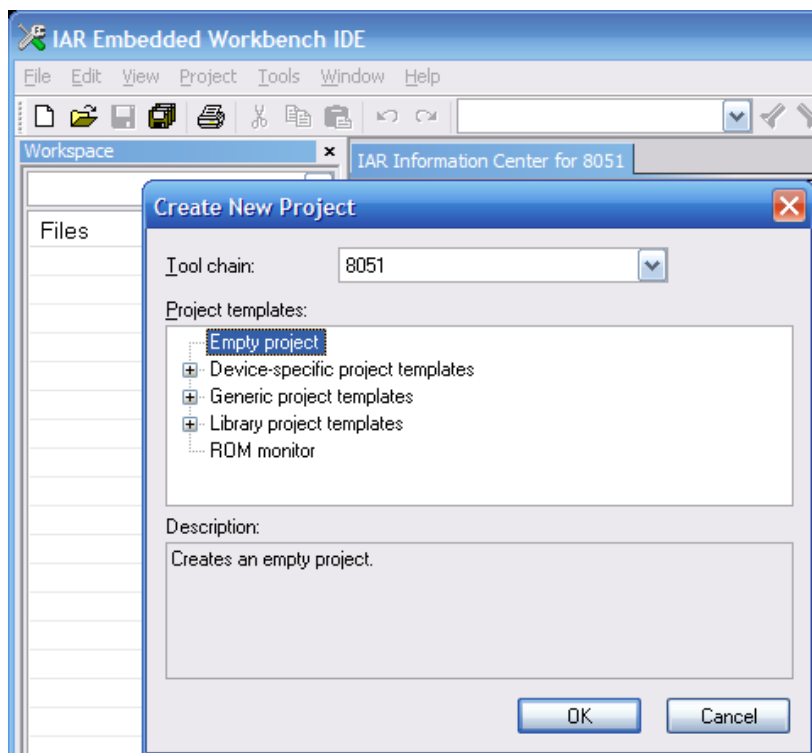 IAR Embedded Workbench IDE
File Edit View Project Tools Window Help
Workspace
IAR Information Center for 8051
Files
Create New Project
Tool chain: 8051
Project templates:
Empty project
Device-specific project templates
Generic project templates
Library project templates
ROM monitor
Description:
Creates an empty project.
OK Cancel